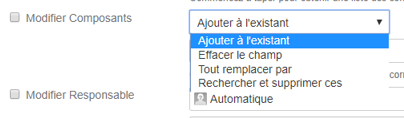 Modifier Composants
Ajouter à l'existant
Ajouter à l'existant
Effacer le champ
Tout remplacer par
Rechercher et supprimer ces
Modifier Responsable
Automatique